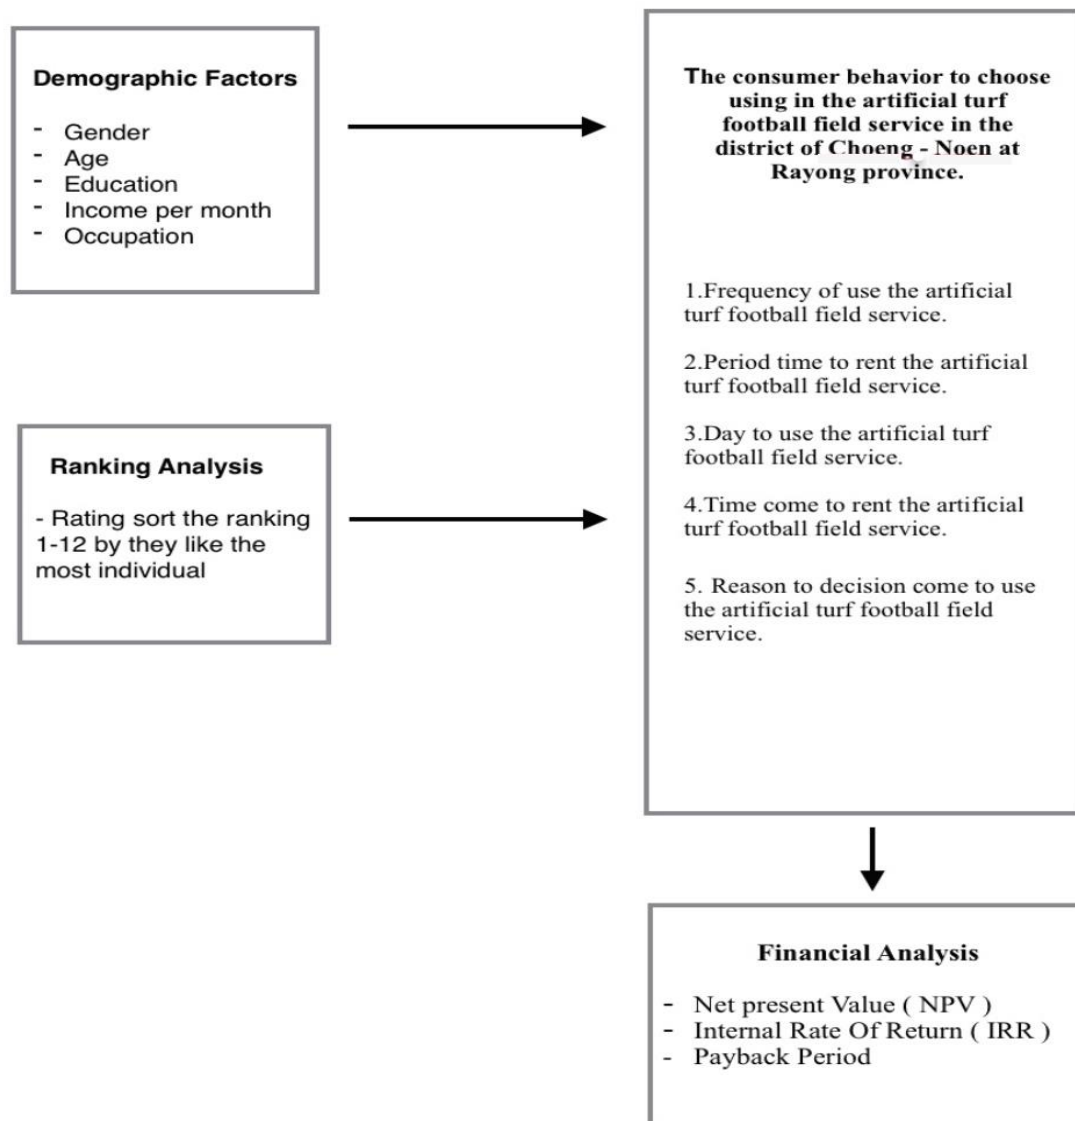 Demographic Factors
- Gender
- Age
- Education
- Income per month
- Occupation
Ranking Analysis
- Rating sort the ranking
1-12 by they like the
most individual
The consumer behavior to choose
using in the artificial turf
football field service in the
district of Choeng - Noen at
Rayong province.
1.Frequency of use the artificial
turf football field service.
2.Period time to rent the artificial
turf football field service.
3.Day to use the artificial turf
football field service.
4.Time come to rent the artificial
turf football field service.
5. Reason to decision come to use
the artificial turf football field
service.
Financial Analysis
- Net present Value ( NPV )
- Internal Rate Of Return ( IRR )
- Payback Period